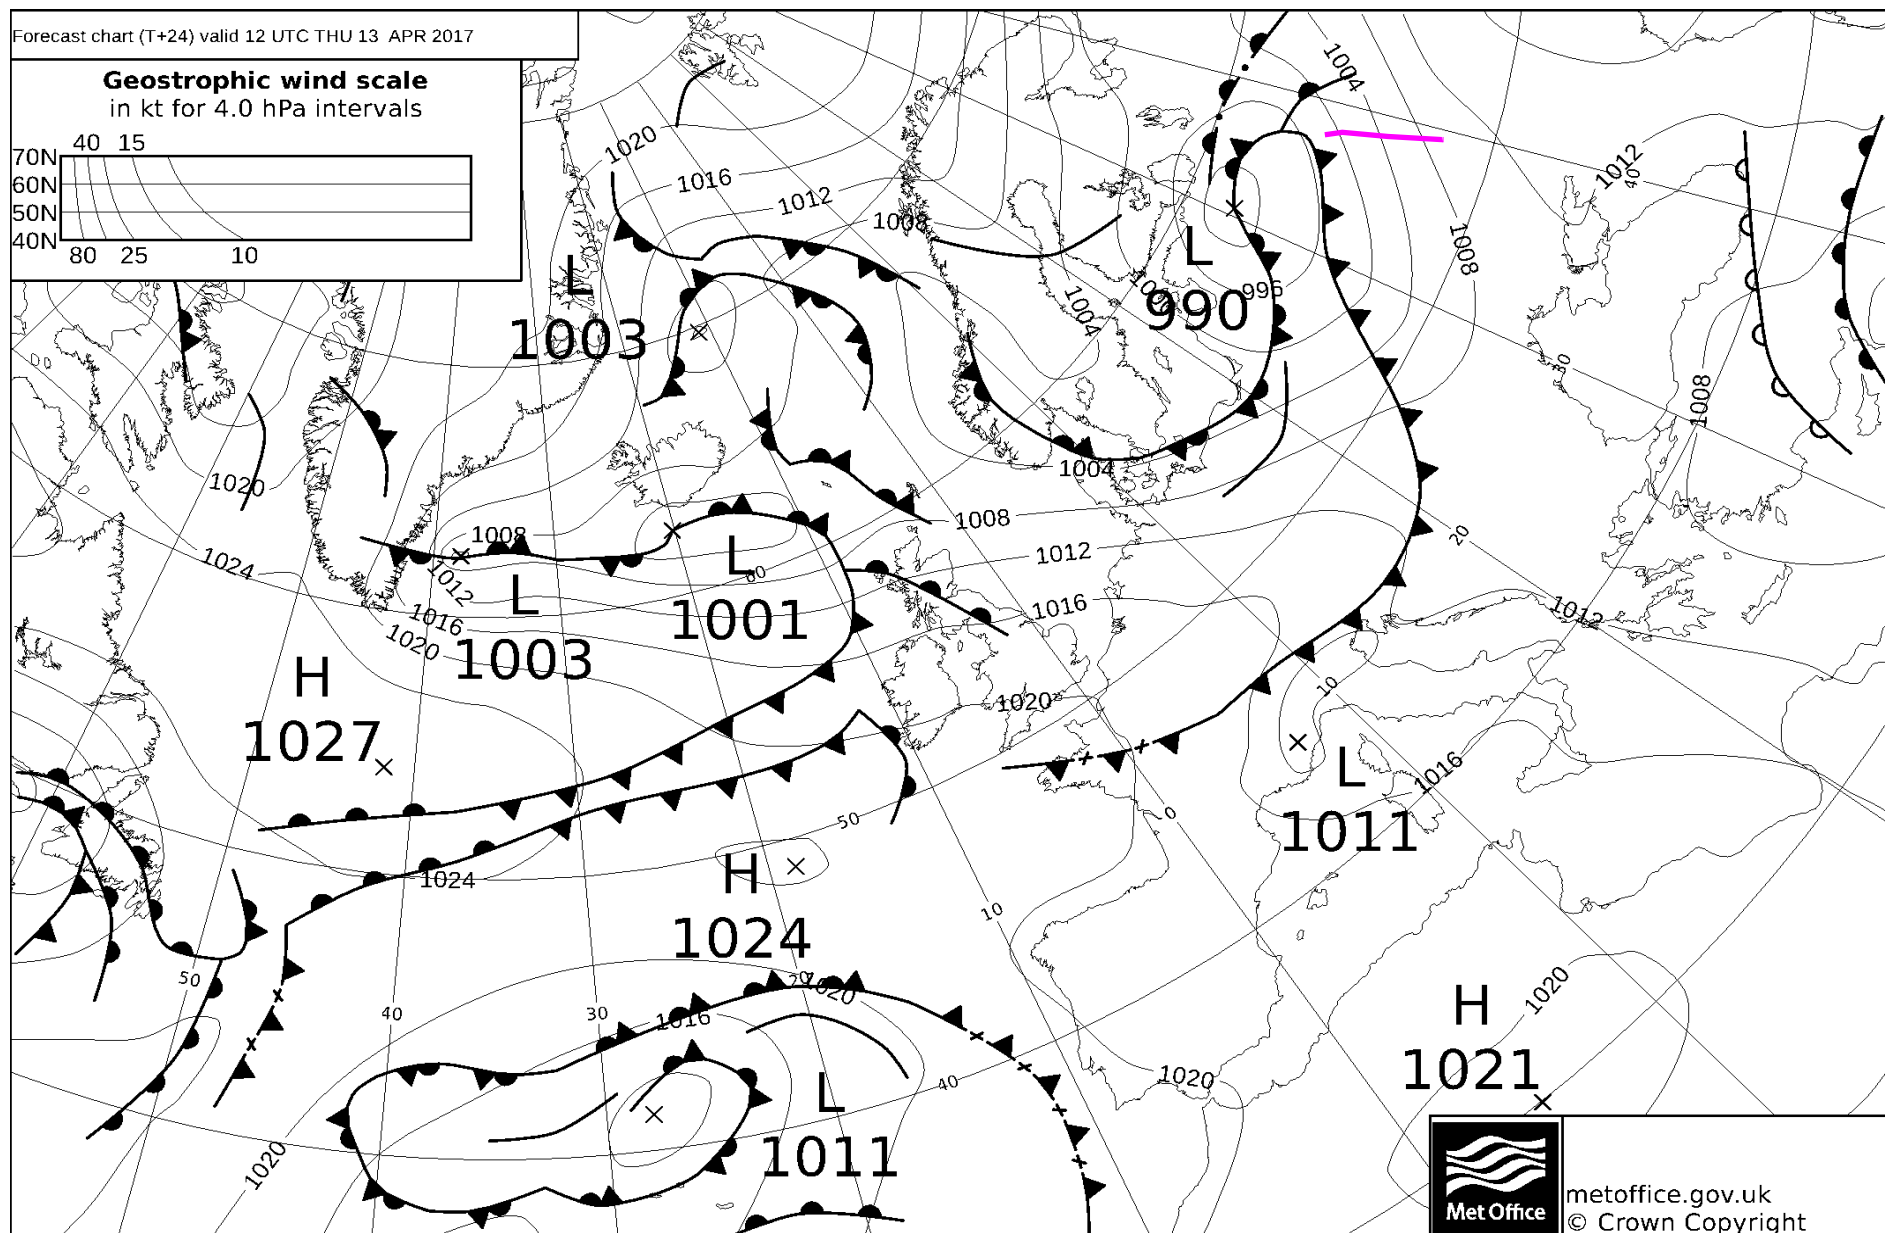 Forecast chart (T+24) valid 12 UTC THU 13 APR 2017
Geostrophic wind scale
in kt for 4.0 hPa intervals
40 15
70N
60N
50N
40N
80 25 10
1004
1020
1016
1012
1008
1012
40
1008
L
1003
L
990
996
1004
30
1008
1020
1004
1008
1008
20
1024
1012
L
1003
L
60
1001
1012
1016
1016
1012
1020
H
1027
1020
10
L
1011
1016
50
0
1024
H
1024
10
50
40
30
20
1020
1016
H
1021
1020
L
1011
40
1020
1020
Met Office
metoffice.gov.uk
© Crown Copyright